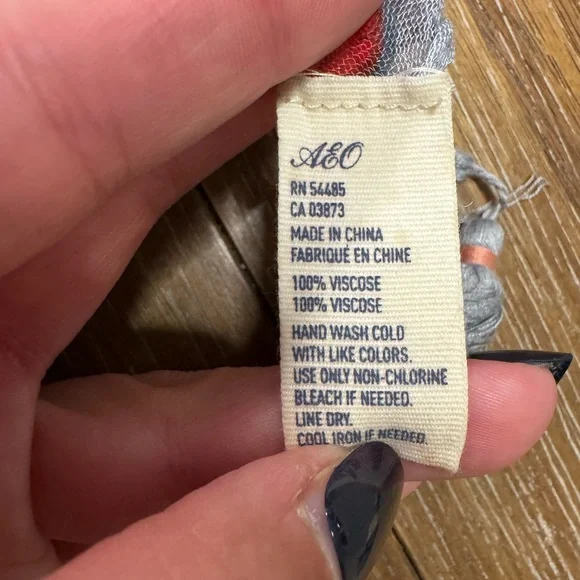 AEO
RN 54485
CA 03873
MADE IN CHINA
FABRIQUÉ EN CHINE
100% VISCOSE
100% VISCOSE
HAND WASH COLD
WITH LIKE COLORS.
USE ONLY NON-CHLORINE
BLEACH IF NEEDED.
LINE DRY.
COOL IRON IF NEEDED.